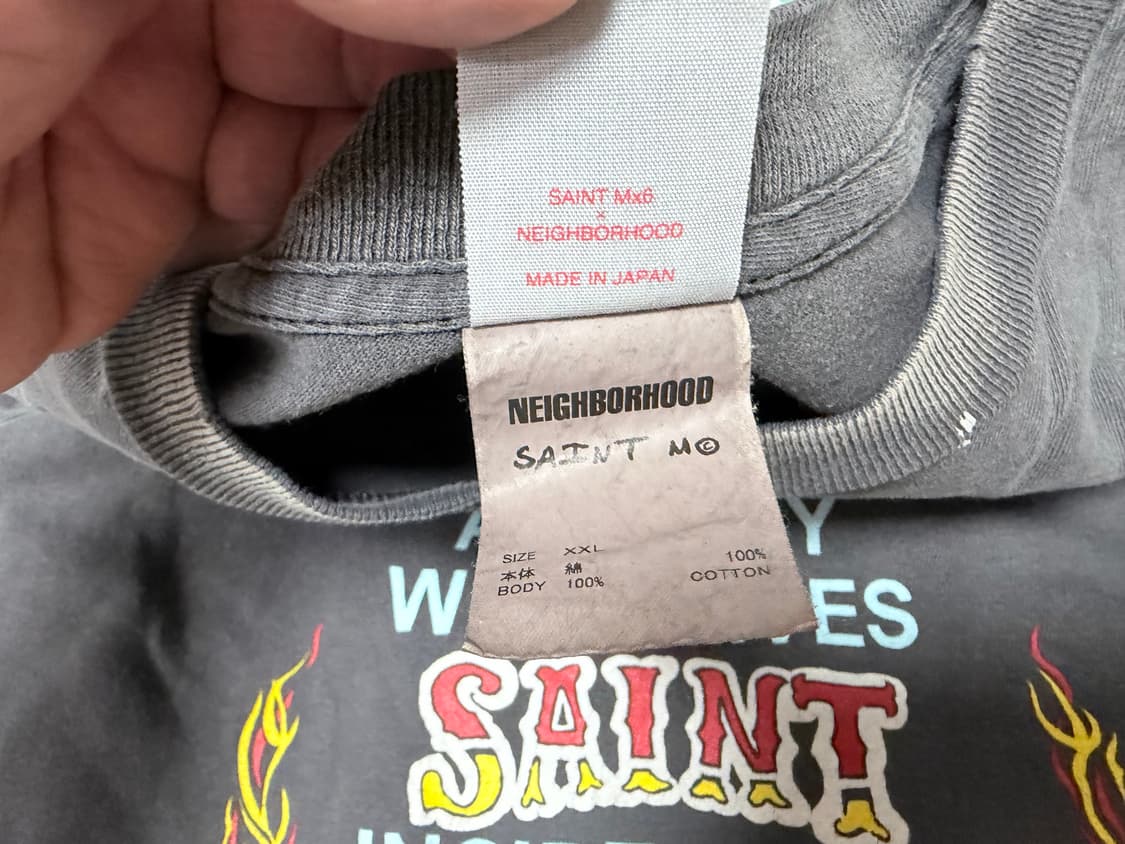 SAINT Mx6
×
NEIGHBORHOOD
MADE IN JAPAN
NEIGHBORHOOD
SAINT M©
SIZE XXL
本体 綿
BODY 100%
100%
COTTON
SAINT